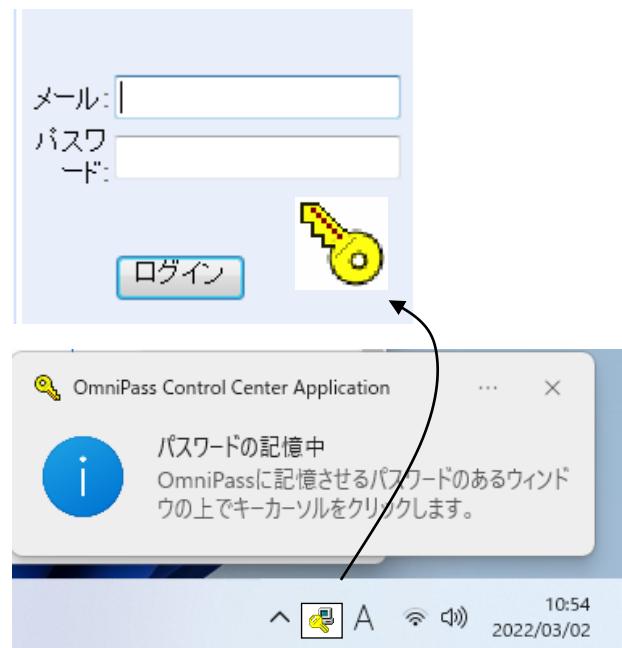 メール:
パスワ
ード:
ログイン
OmniPass Control Center Application
パスワードの記憶中
OmniPassに記憶させるパスワードのあるウィンド
ウの上でキーカーソルをクリックします。
A
10:54
2022/03/02